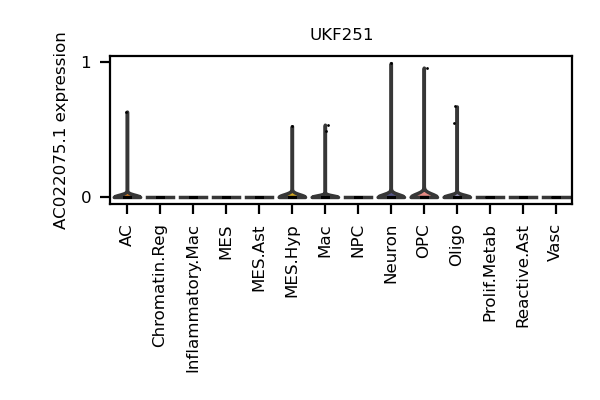 UKF251
AC022075.1 expression
1
0
AC
Chromatin.Reg
Inflammatory.Mac
MES
MES.Ast
MES.Hyp
Mac
NPC
Neuron
OPC
Oligo
Prolif.Metab
Reactive.Ast
Vasc